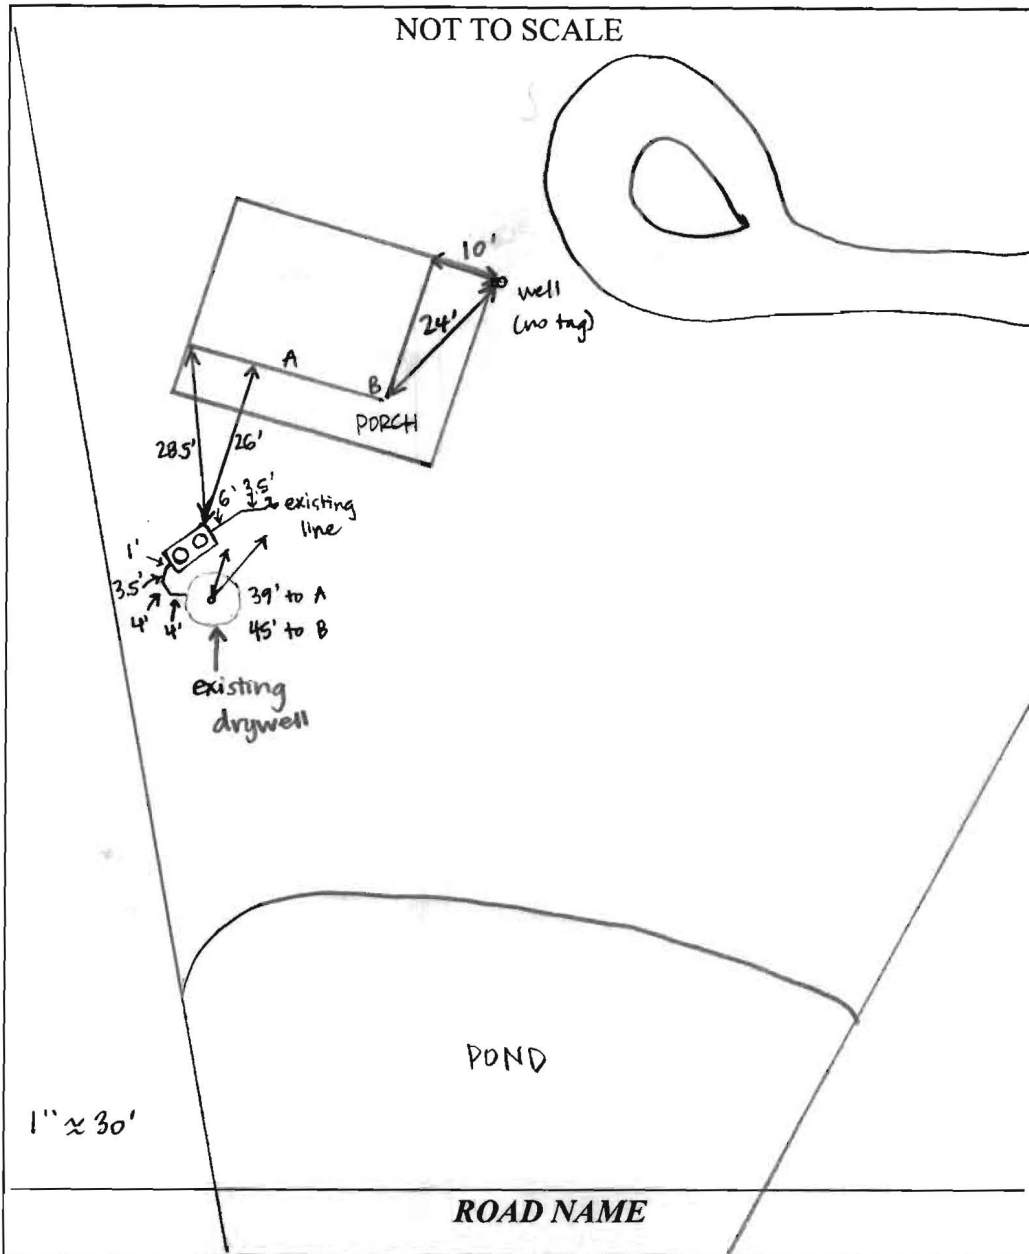 NOT TO SCALE
10'
well
(no tag)
24'
A
B
PORCH
28.5'
26'
6'
3.5'
existing
line
1'
3.5'
4'
4'
39' to A
45' to B
existing
drywell
POND
1" ≈ 30'
ROAD NAME